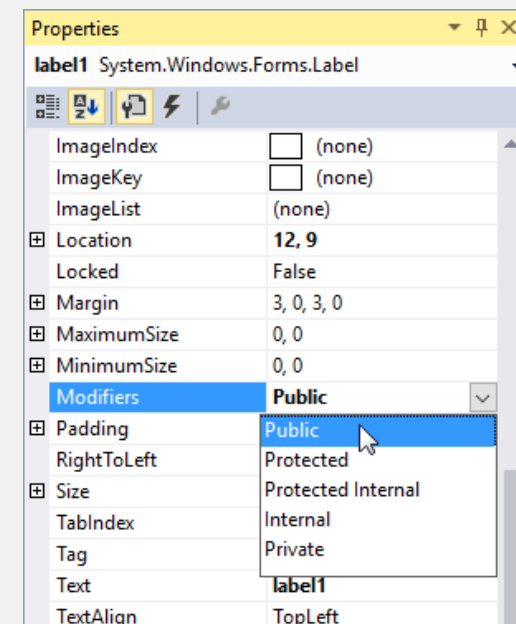 Properties
label1 System.Windows.Forms.Label
ImageIndex (none)
ImageKey (none)
ImageList (none)
Location 12, 9
Locked False
Margin 3, 0, 3, 0
MaximumSize 0, 0
MinimumSize 0, 0
Modifiers Public
Padding Public
RightToLeft Protected
Size Protected Internal
TabIndex Internal
Tag Private
Text label1
TextAlign TopLeft